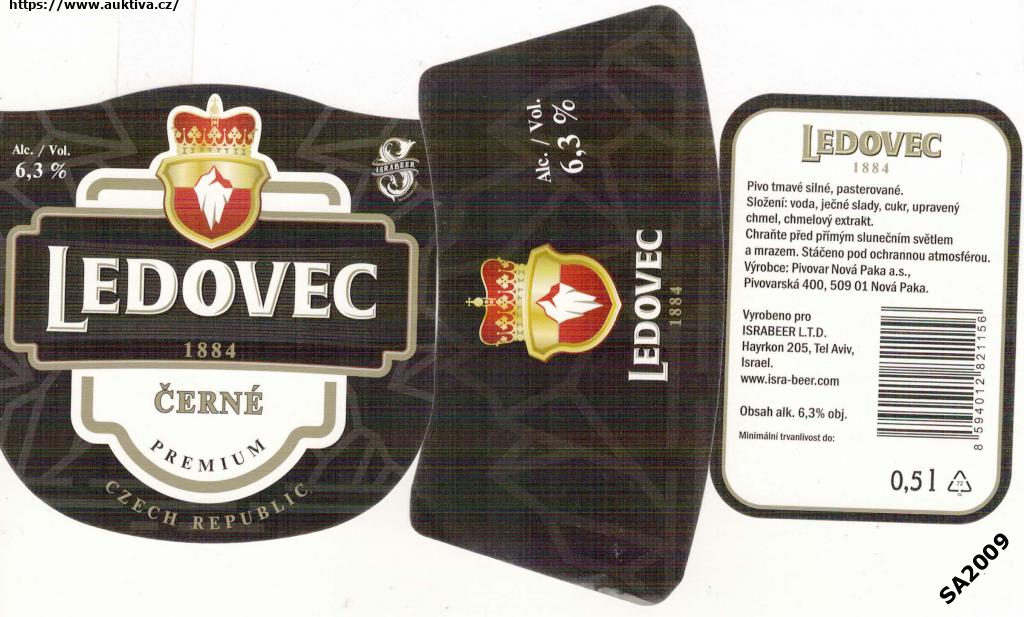 https://www.auktiva.cz/
Alc. / Vol.
6,3 %
ISRABEER
LEDOVEC
1884
ČERNÉ
PREMIUM
CZECH REPUBLIC
Alc. / Vol.
6,3 %
LEDOVEC
1884
LEDOVEC
1884
Pivo tmavé silné, pasterované.
Složení: voda, ječné slady, cukr, upravený
chmel, chmelový extrakt.
Chraňte před přímým slunečním světlem
a mrazem. Stáčeno pod ochrannou atmosférou.
Výrobce: Pivovar Nová Paka a.s.,
Pivovarská 400, 509 01 Nová Paka.
Vyrobeno pro
ISRABEER L.T.D.
Hayrkon 205, Tel Aviv,
Israel.
www.isra-beer.com
Obsah alk. 6,3% obj.
Minimální trvanlivost do:
8 594012 821156
0,5 l
72
SA2009